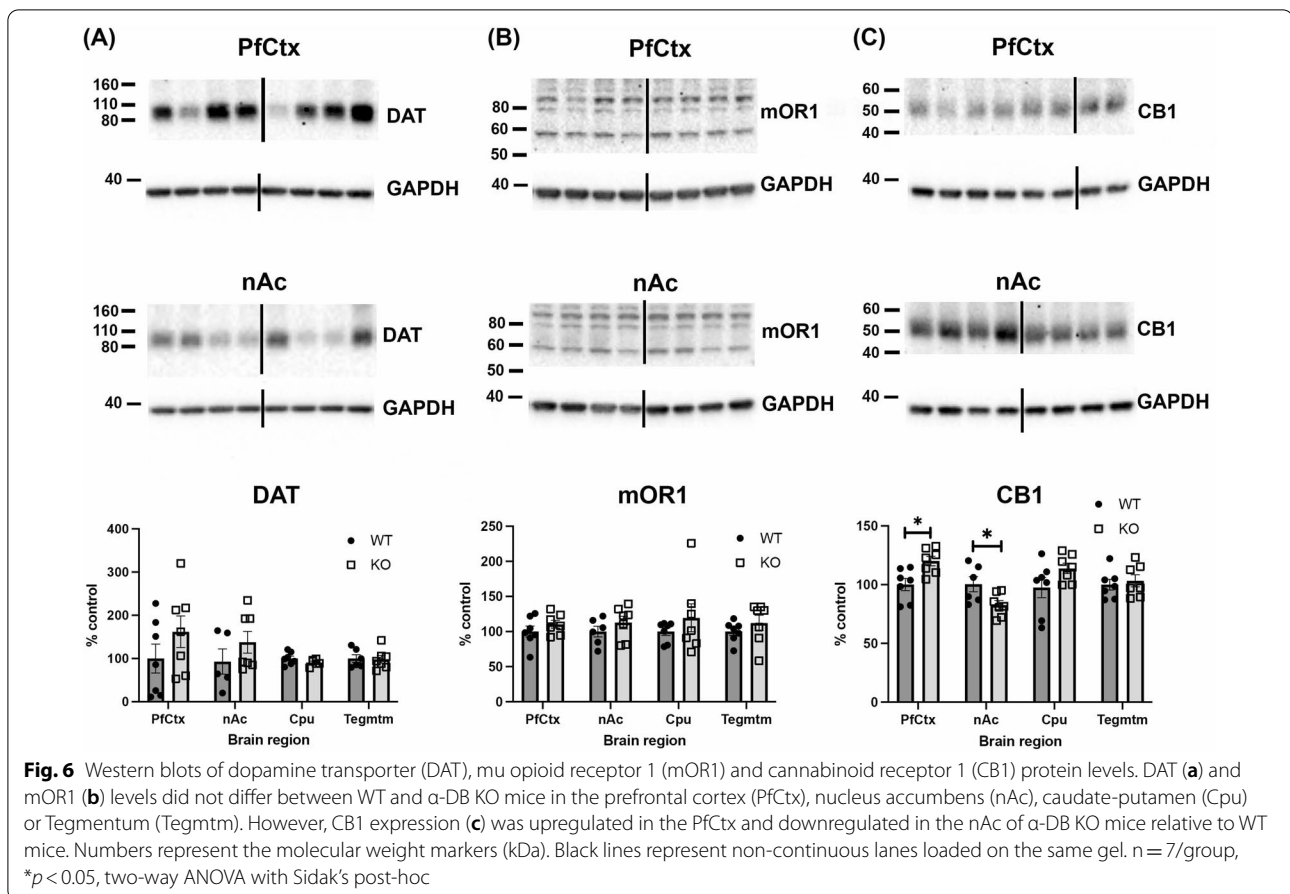 (A)
PfCtx
160
110
80
DAT
40
GAPDH
nAc
160
110
80
DAT
40
GAPDH
(B)
PfCtx
80
60
50
mOR1
40
GAPDH
nAc
80
60
50
mOR1
40
GAPDH
(C)
PfCtx
60
50
40
CB1
40
GAPDH
nAc
60
50
40
CB1
40
GAPDH
DAT
WT
KO
% control
400
300
200
100
0
PfCtx nAc Cpu Tegmtm
Brain region
mOR1
WT
KO
% control
250
200
150
100
50
0
PfCtx nAc Cpu Tegmtm
Brain region
CB1
WT
KO
% control
150
100
50
0
* *
PfCtx nAc Cpu Tegmtm
Brain region
Fig. 6 Western blots of dopamine transporter (DAT), mu opioid receptor 1 (mOR1) and cannabinoid receptor 1 (CB1) protein levels. DAT (a) and
mOR1 (b) levels did not differ between WT and α-DB KO mice in the prefrontal cortex (PfCtx), nucleus accumbens (nAc), caudate-putamen (Cpu)
or Tegmentum (Tegmtm). However, CB1 expression (c) was upregulated in the PfCtx and downregulated in the nAc of α-DB KO mice relative to WT
mice. Numbers represent the molecular weight markers (kDa). Black lines represent non-continuous lanes loaded on the same gel. n = 7/group,
*p < 0.05, two-way ANOVA with Sidak's post-hoc